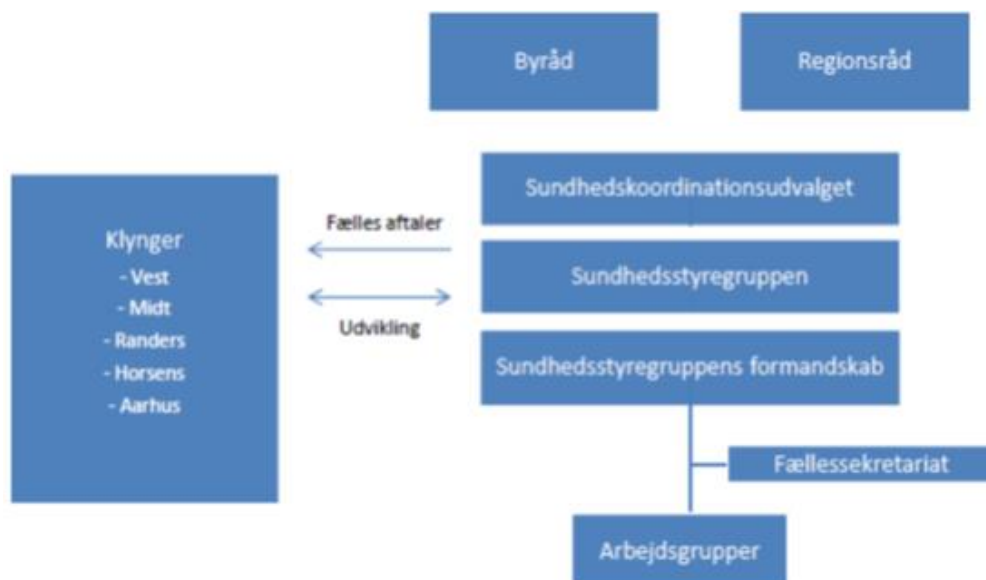 Byråd
Regionsråd
Sundhedskoordinationsudvalget
Fælles aftaler
Klynger
- Vest
- Midt
- Randers
- Horsens
- Aarhus
Sundhedsstyregruppen
Udvikling
Sundhedsstyregruppens formandskab
Fællessekretariat
Arbejdsgrupper